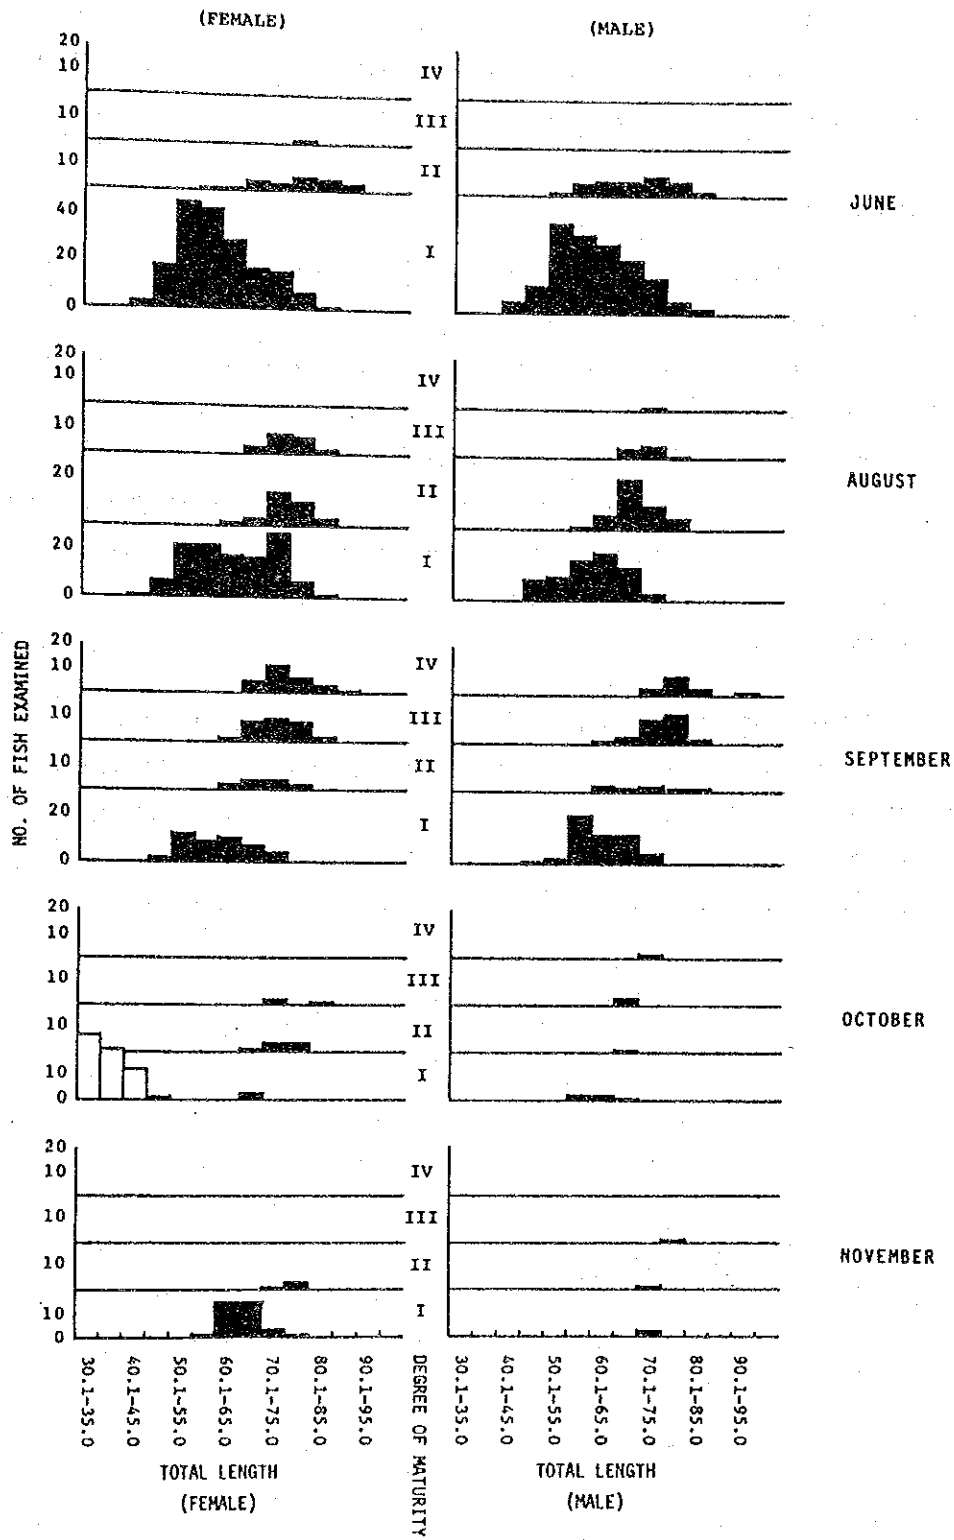 (FEMALE) (MALE)
20
10 IV
10 III
10 II
40
20 I
0
JUNE
20
10 IV
10 III
20 II
20 I
0
AUGUST
20
10 IV
10 III
10 II
20 I
0
SEPTEMBER
20
10 IV
10 III
10 II
10 I
0
OCTOBER
20
10 IV
10 III
10 II
10 I
0
NOVEMBER
NO. OF FISH EXAMINED
30.1-35.0
40.1-45.0
50.1-55.0
60.1-65.0
70.1-75.0
80.1-85.0
90.1-95.0
DEGREE OF MATURITY
30.1-35.0
40.1-45.0
50.1-55.0
60.1-65.0
70.1-75.0
80.1-85.0
90.1-95.0
TOTAL LENGTH
(FEMALE)
TOTAL LENGTH
(MALE)